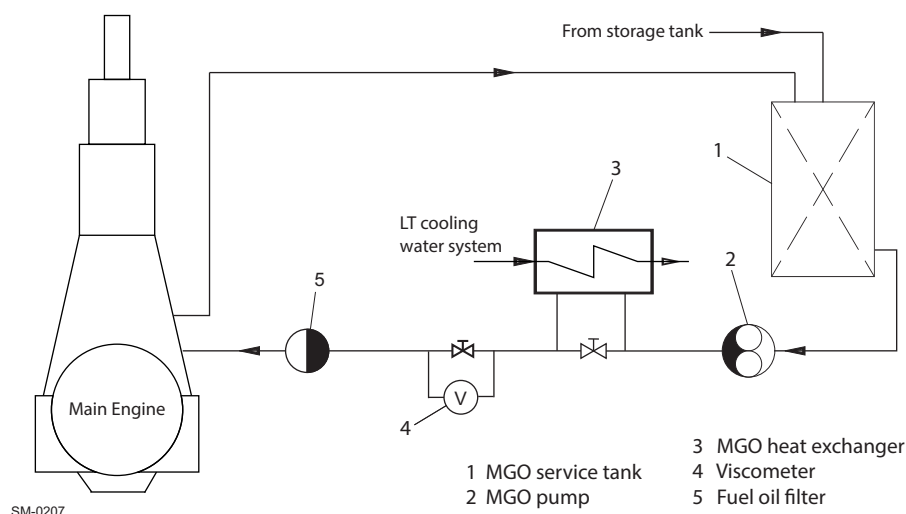 From storage tank
1
3
LT cooling
water system
2
5
Main Engine
V
4
1 MGO service tank
2 MGO pump
3 MGO heat exchanger
4 Viscometer
5 Fuel oil filter
SM-0207